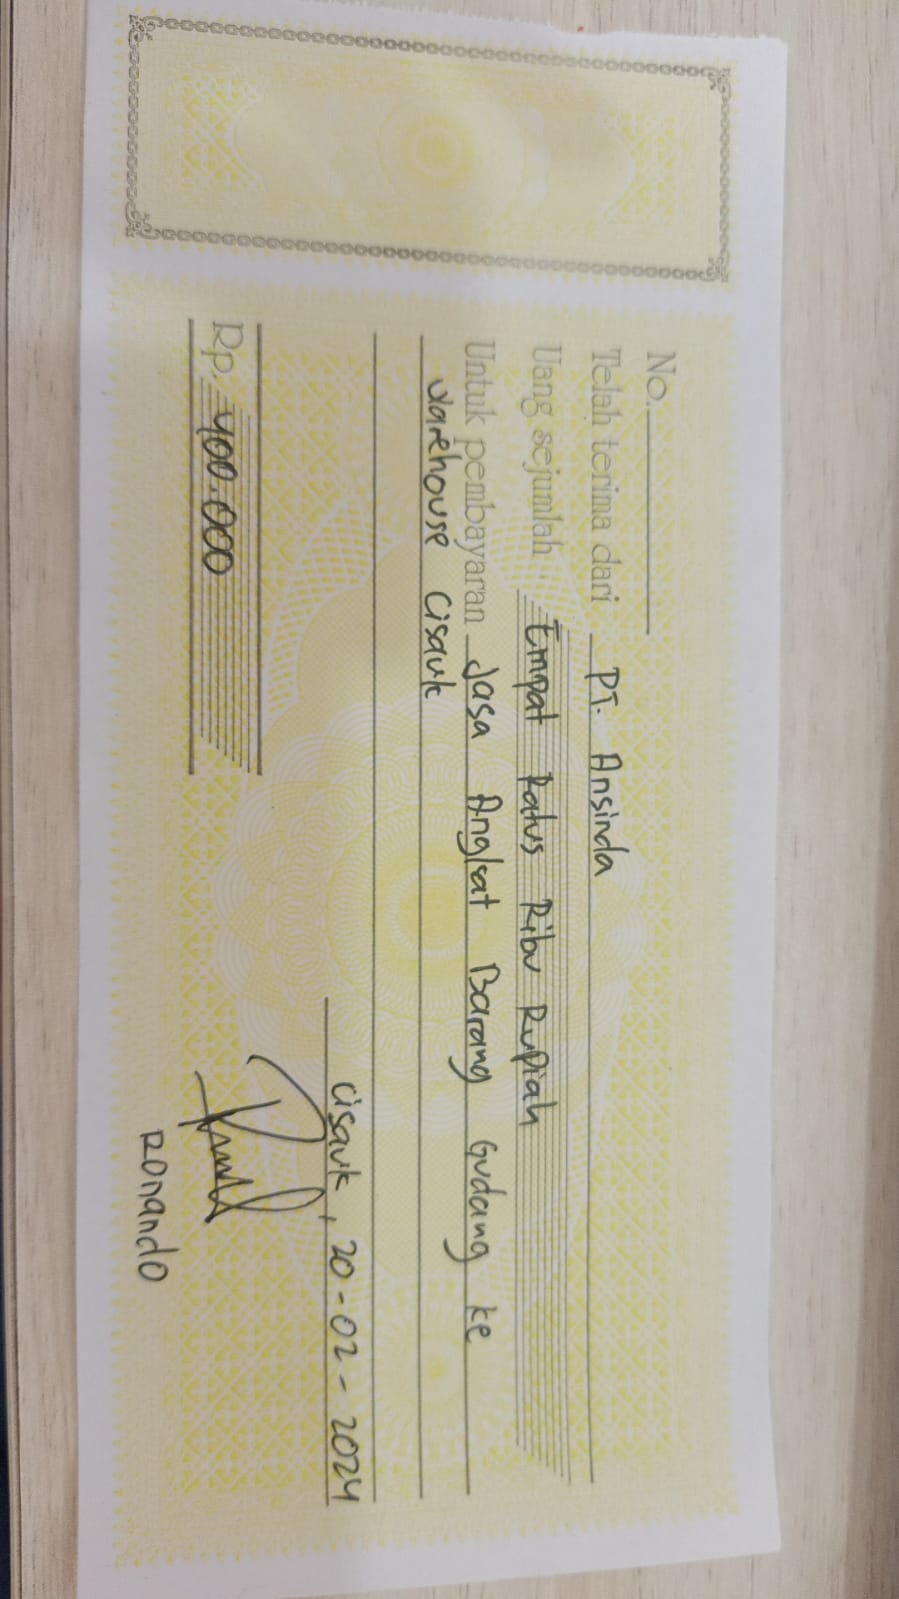 No.
Telah terima dari PT. Ansinda
Uang sejumlah Empat Ratus Ribu Rupiah
Untuk pembayaran Jasa Angkat Barang Gudang ke
Warehouse Cisauk
Cisauk, 20-02-2024
Rp. 400.000
Ronando